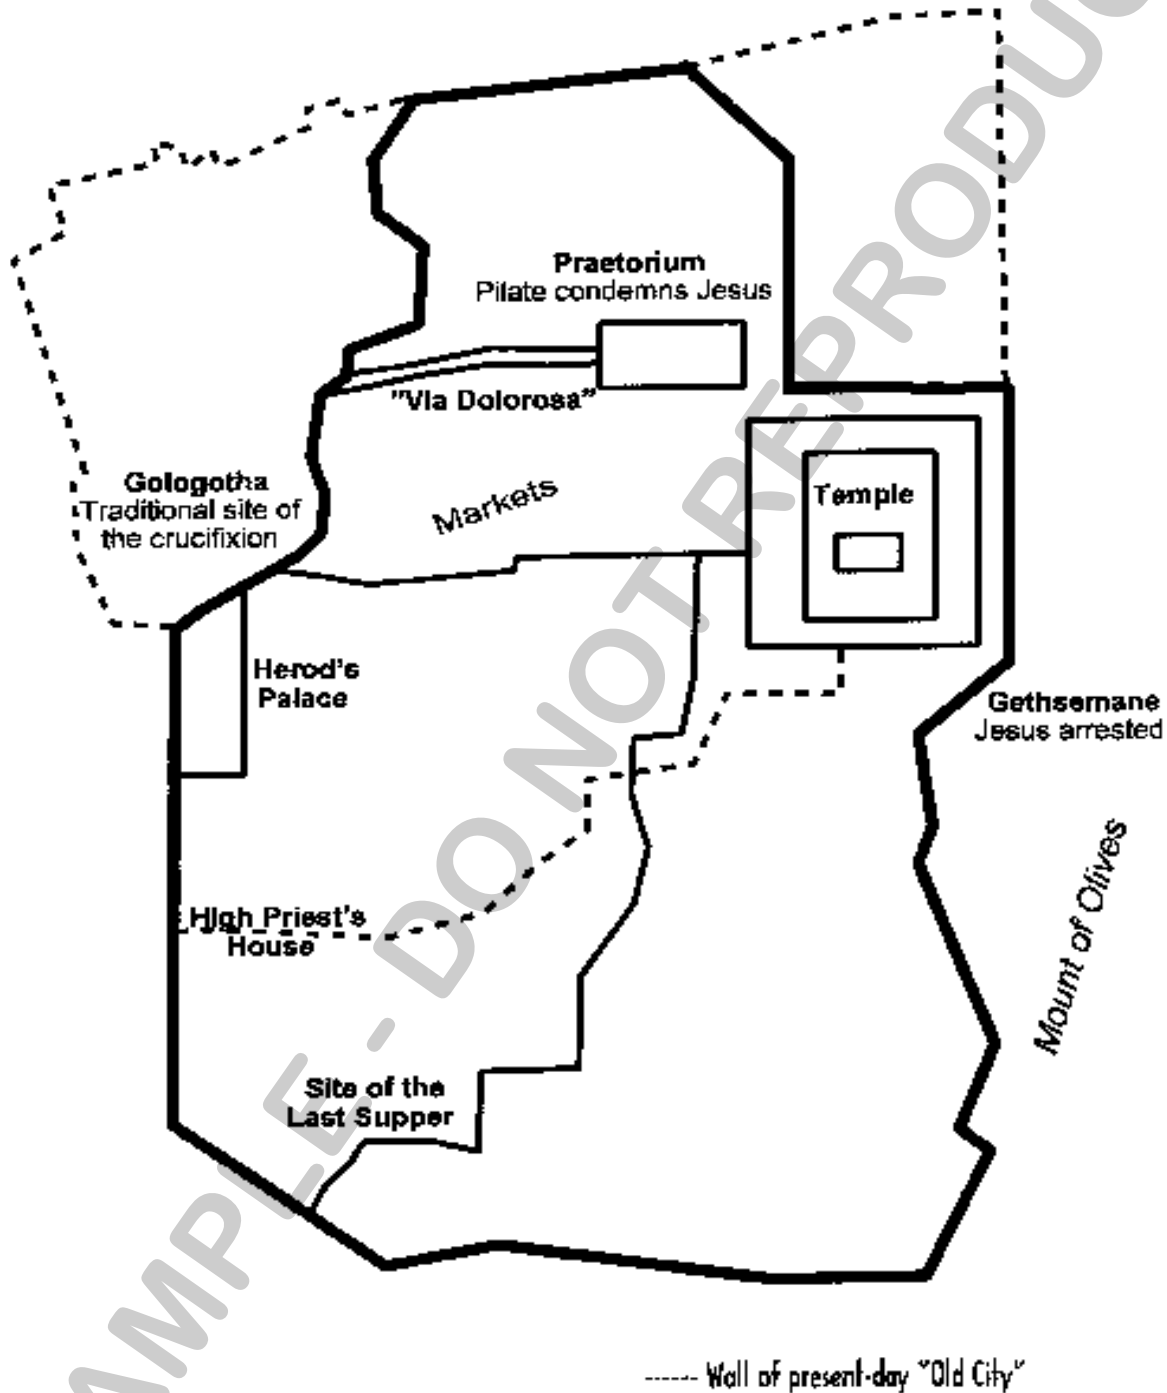 Praetorium
Pilate condemns Jesus
"Via Dolorosa"
Gologotha
Traditional site of
the crucifixion
Markets
Temple
Herod's
Palace
Gethsemane
Jesus arrested
Mount of Olives
High Priest's
House
Site of the
Last Supper
AMPLE - DO NOT REPRODUC
------ Wall of present-day "Old City"